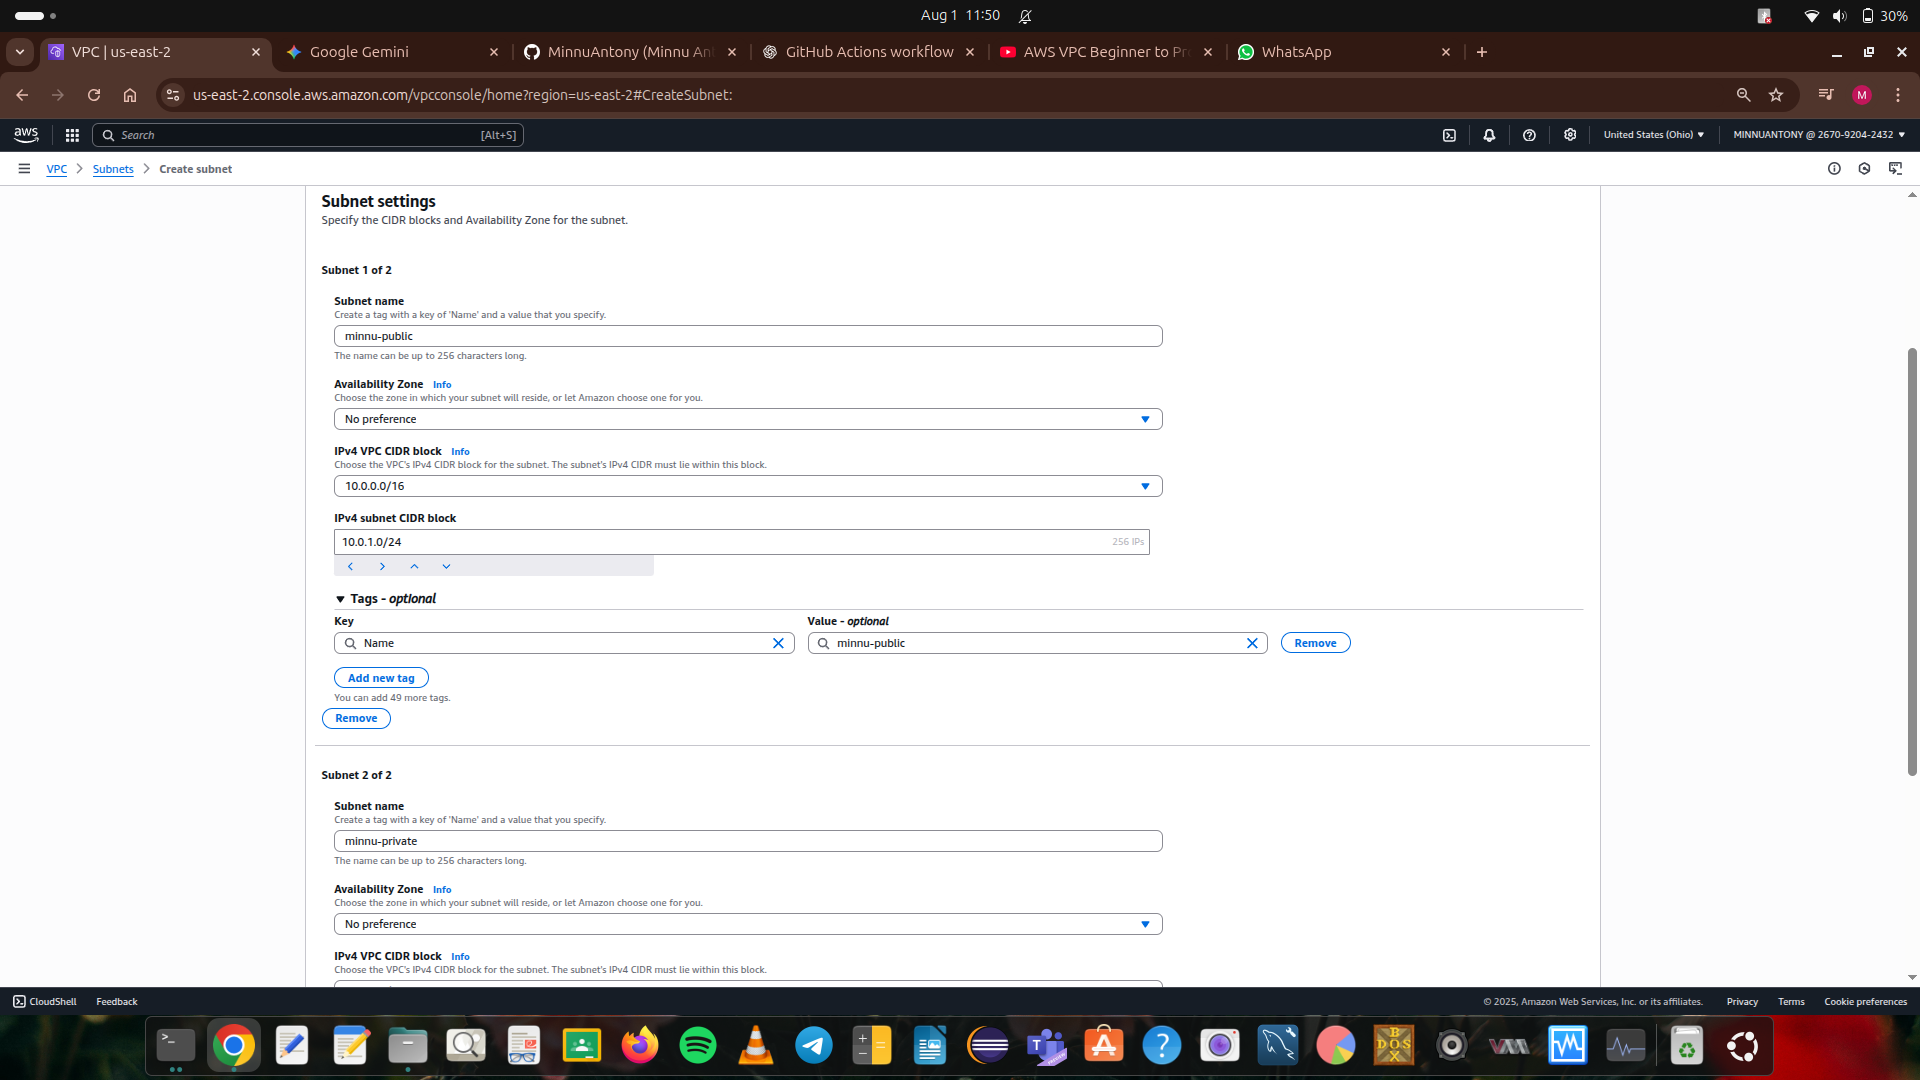 Aug 1 11:50
30%
VPC | us-east-2
Google Gemini
MinnuAntony (Minnu An
GitHub Actions workflow
AWS VPC Beginner to Pr
WhatsApp
us-east-2.console.aws.amazon.com/vpcconsole/home?region=us-east-2#CreateSubnet:
M
aws
Search
[Alt+S]
United States (Ohio)
MINNUANTONY @ 2670-9204-2432
VPC
Subnets
Create subnet
Subnet settings
Specify the CIDR blocks and Availability Zone for the subnet.
Subnet 1 of 2
Subnet name
Create a tag with a key of 'Name' and a value that you specify.
minnu-public
The name can be up to 256 characters long.
Availability Zone Info
Choose the zone in which your subnet will reside, or let Amazon choose one for you.
No preference
IPv4 VPC CIDR block Info
Choose the VPC's IPv4 CIDR block for the subnet. The subnet's IPv4 CIDR must lie within this block.
10.0.0.0/16
IPv4 subnet CIDR block
10.0.1.0/24
256 IPs
Tags - optional
Key
Value - optional
Name
minnu-public
Remove
Add new tag
You can add 49 more tags.
Remove
Subnet 2 of 2
Subnet name
Create a tag with a key of 'Name' and a value that you specify.
minnu-private
The name can be up to 256 characters long.
Availability Zone Info
Choose the zone in which your subnet will reside, or let Amazon choose one for you.
No preference
IPv4 VPC CIDR block Info
Choose the VPC's IPv4 CIDR block for the subnet. The subnet's IPv4 CIDR must lie within this block.
CloudShell
Feedback
© 2025, Amazon Web Services, Inc. or its affiliates.
Privacy
Terms
Cookie preferences